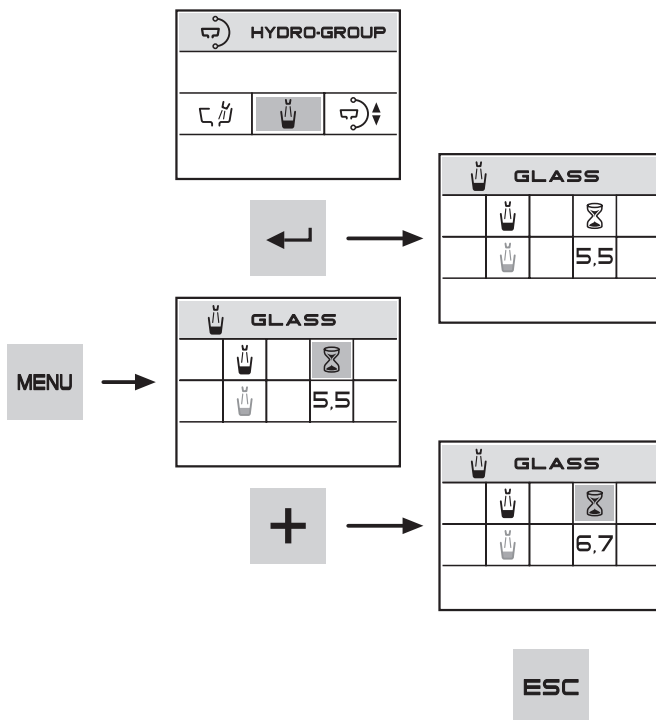 HYDRO-GROUP
GLASS
5,5
GLASS
5,5
MENU
GLASS
6,7
ESC